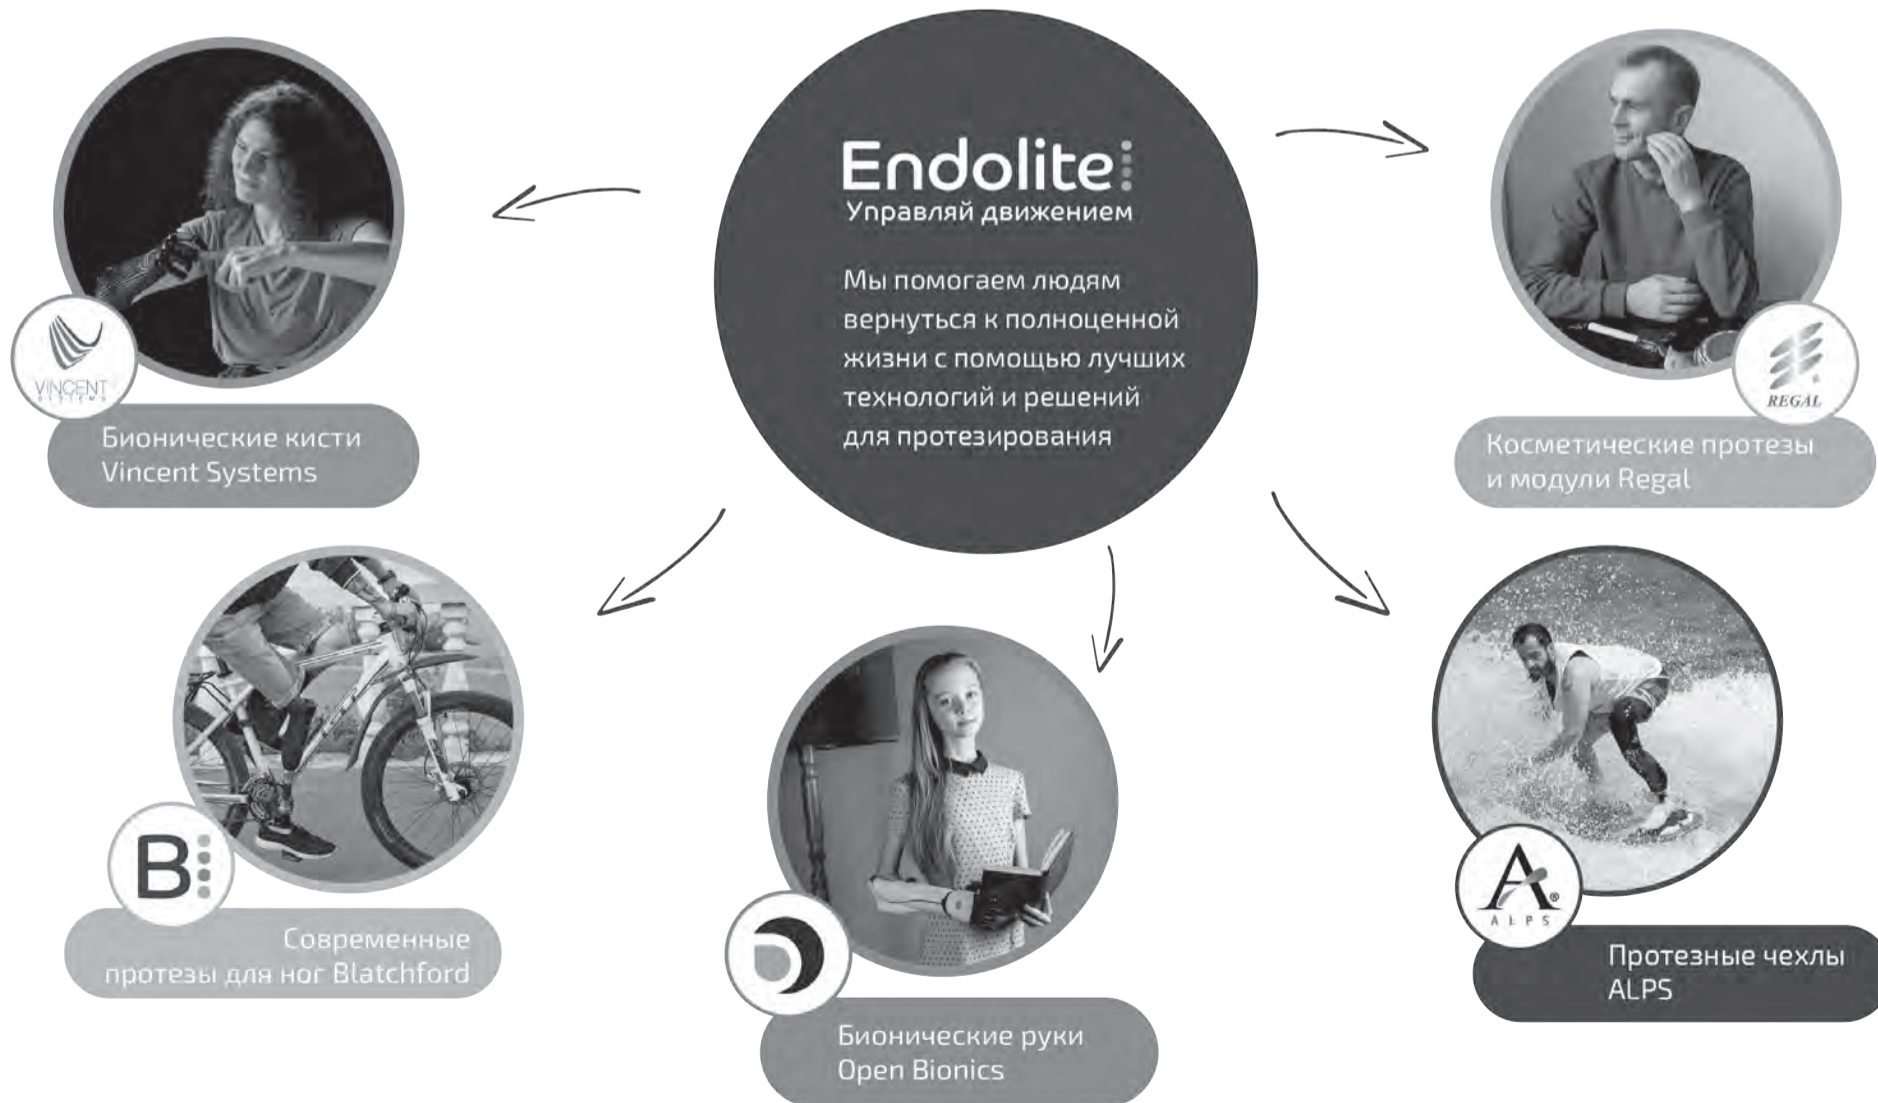 Endolite
Управляй движением
Мы помогаем людям
вернуться к полноценной
жизни с помощью лучших
технологий и решений
для протезирования
VINCENT
SYSTEMS
Бионические кисти
Vincent Systems
REGAL
Косметические протезы
и модули Regal
B
Современные
протезы для ног Blatchford
Бионические руки
Open Bionics
A®
ALPS
Протезные чехлы
ALPS